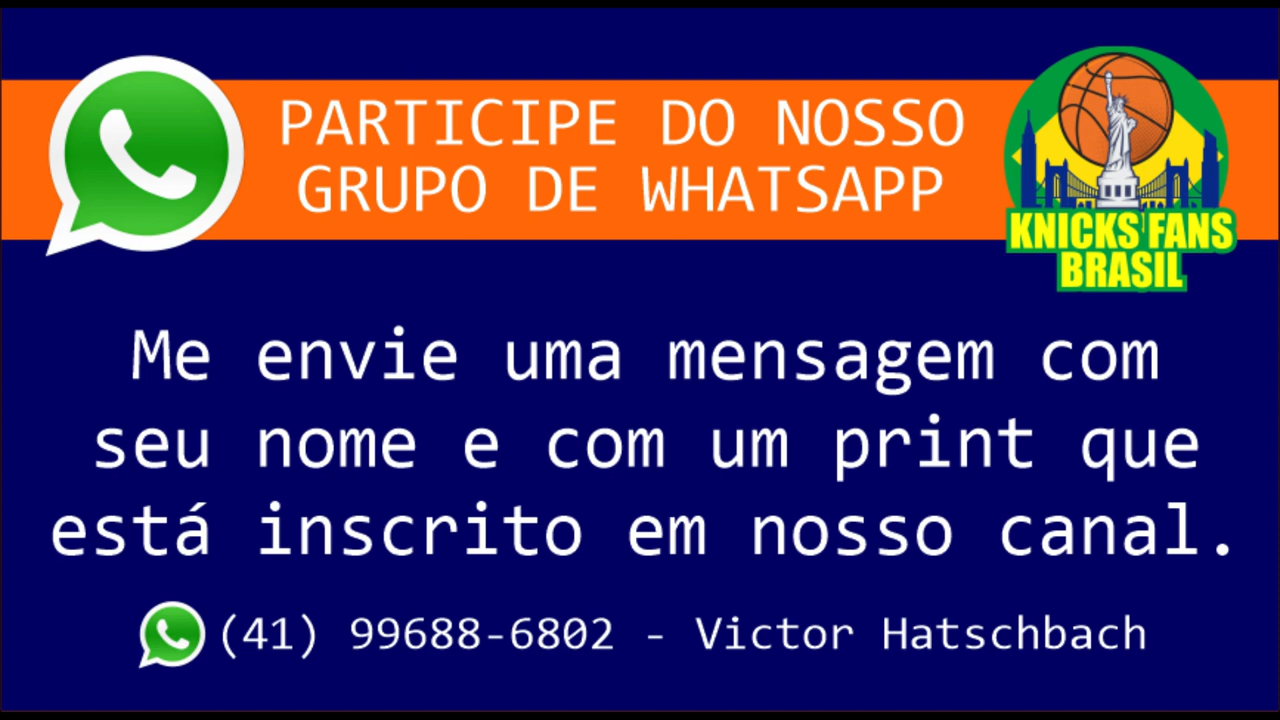 PARTICIPE DO NOSSO
GRUPO DE WHATSAPP
KNICKS FANS
BRASIL
Me envie uma mensagem com
seu nome e com um print que
está inscrito em nosso canal.
(41) 99688-6802 - Victor Hatschbach